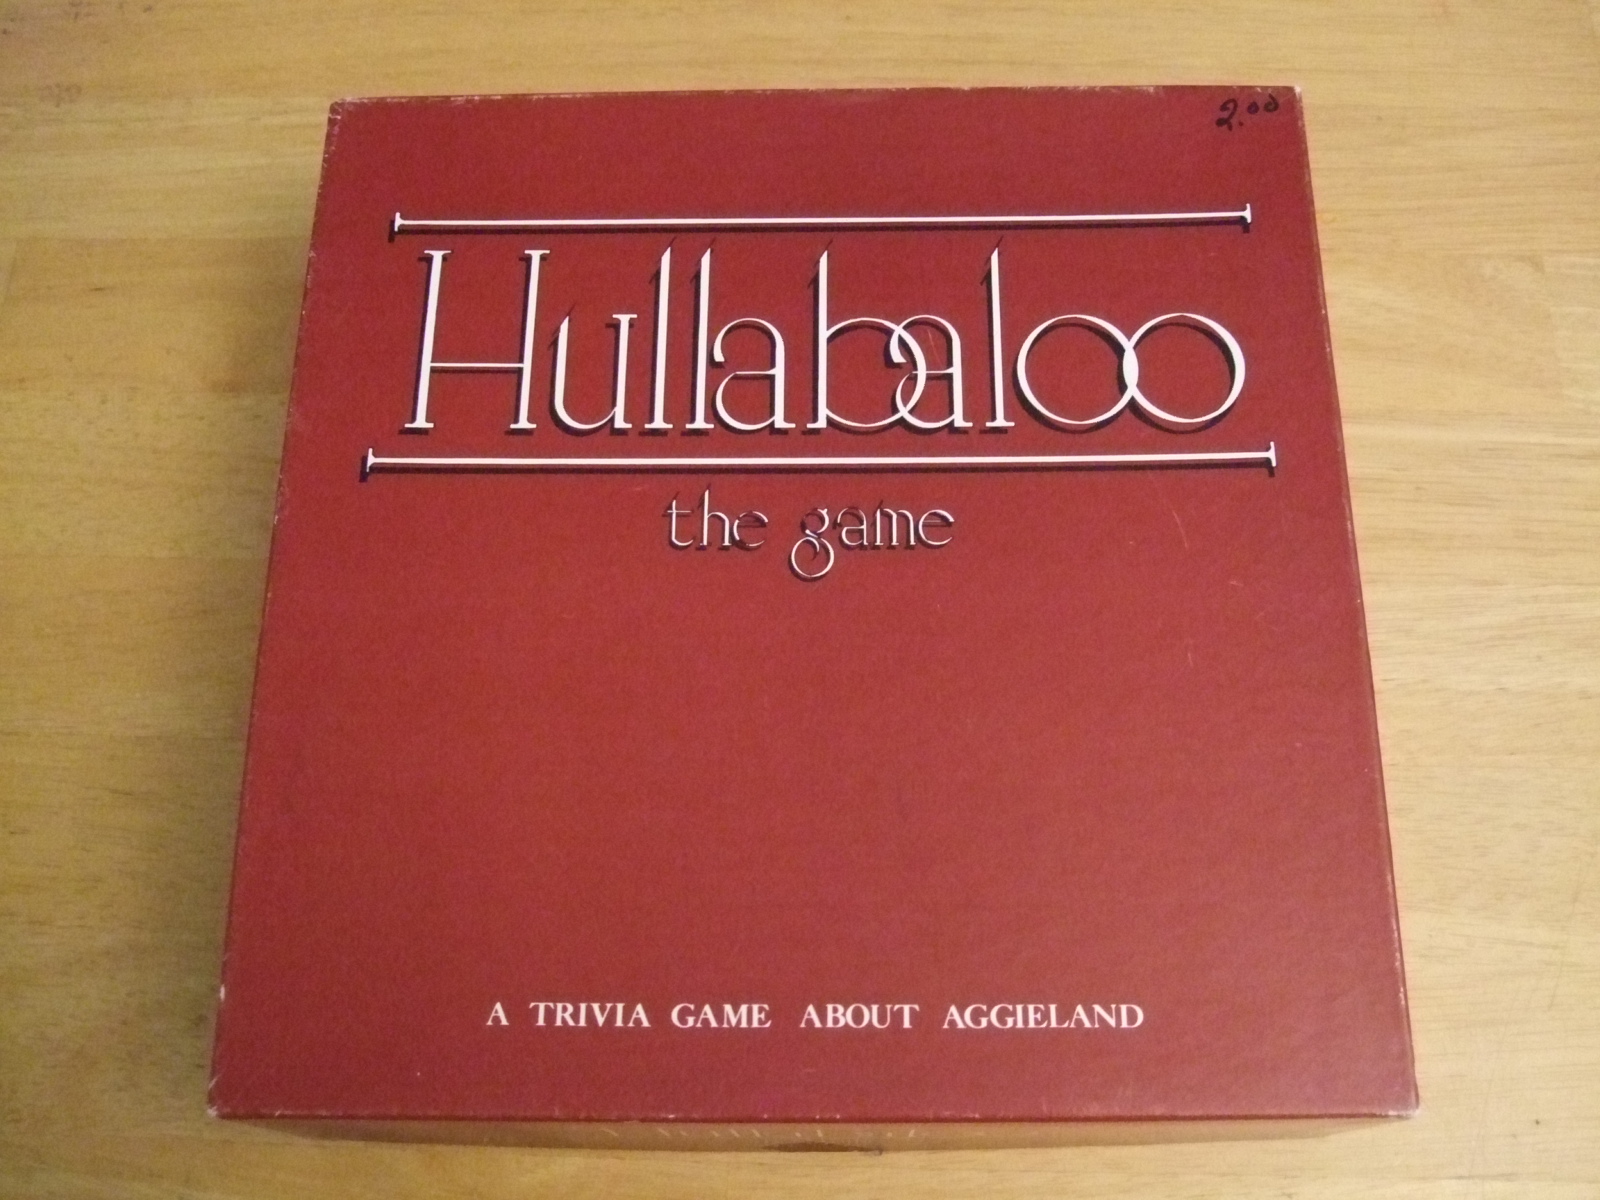 2.00
Hullabaloo
the game
A TRIVIA GAME ABOUT AGGIELAND